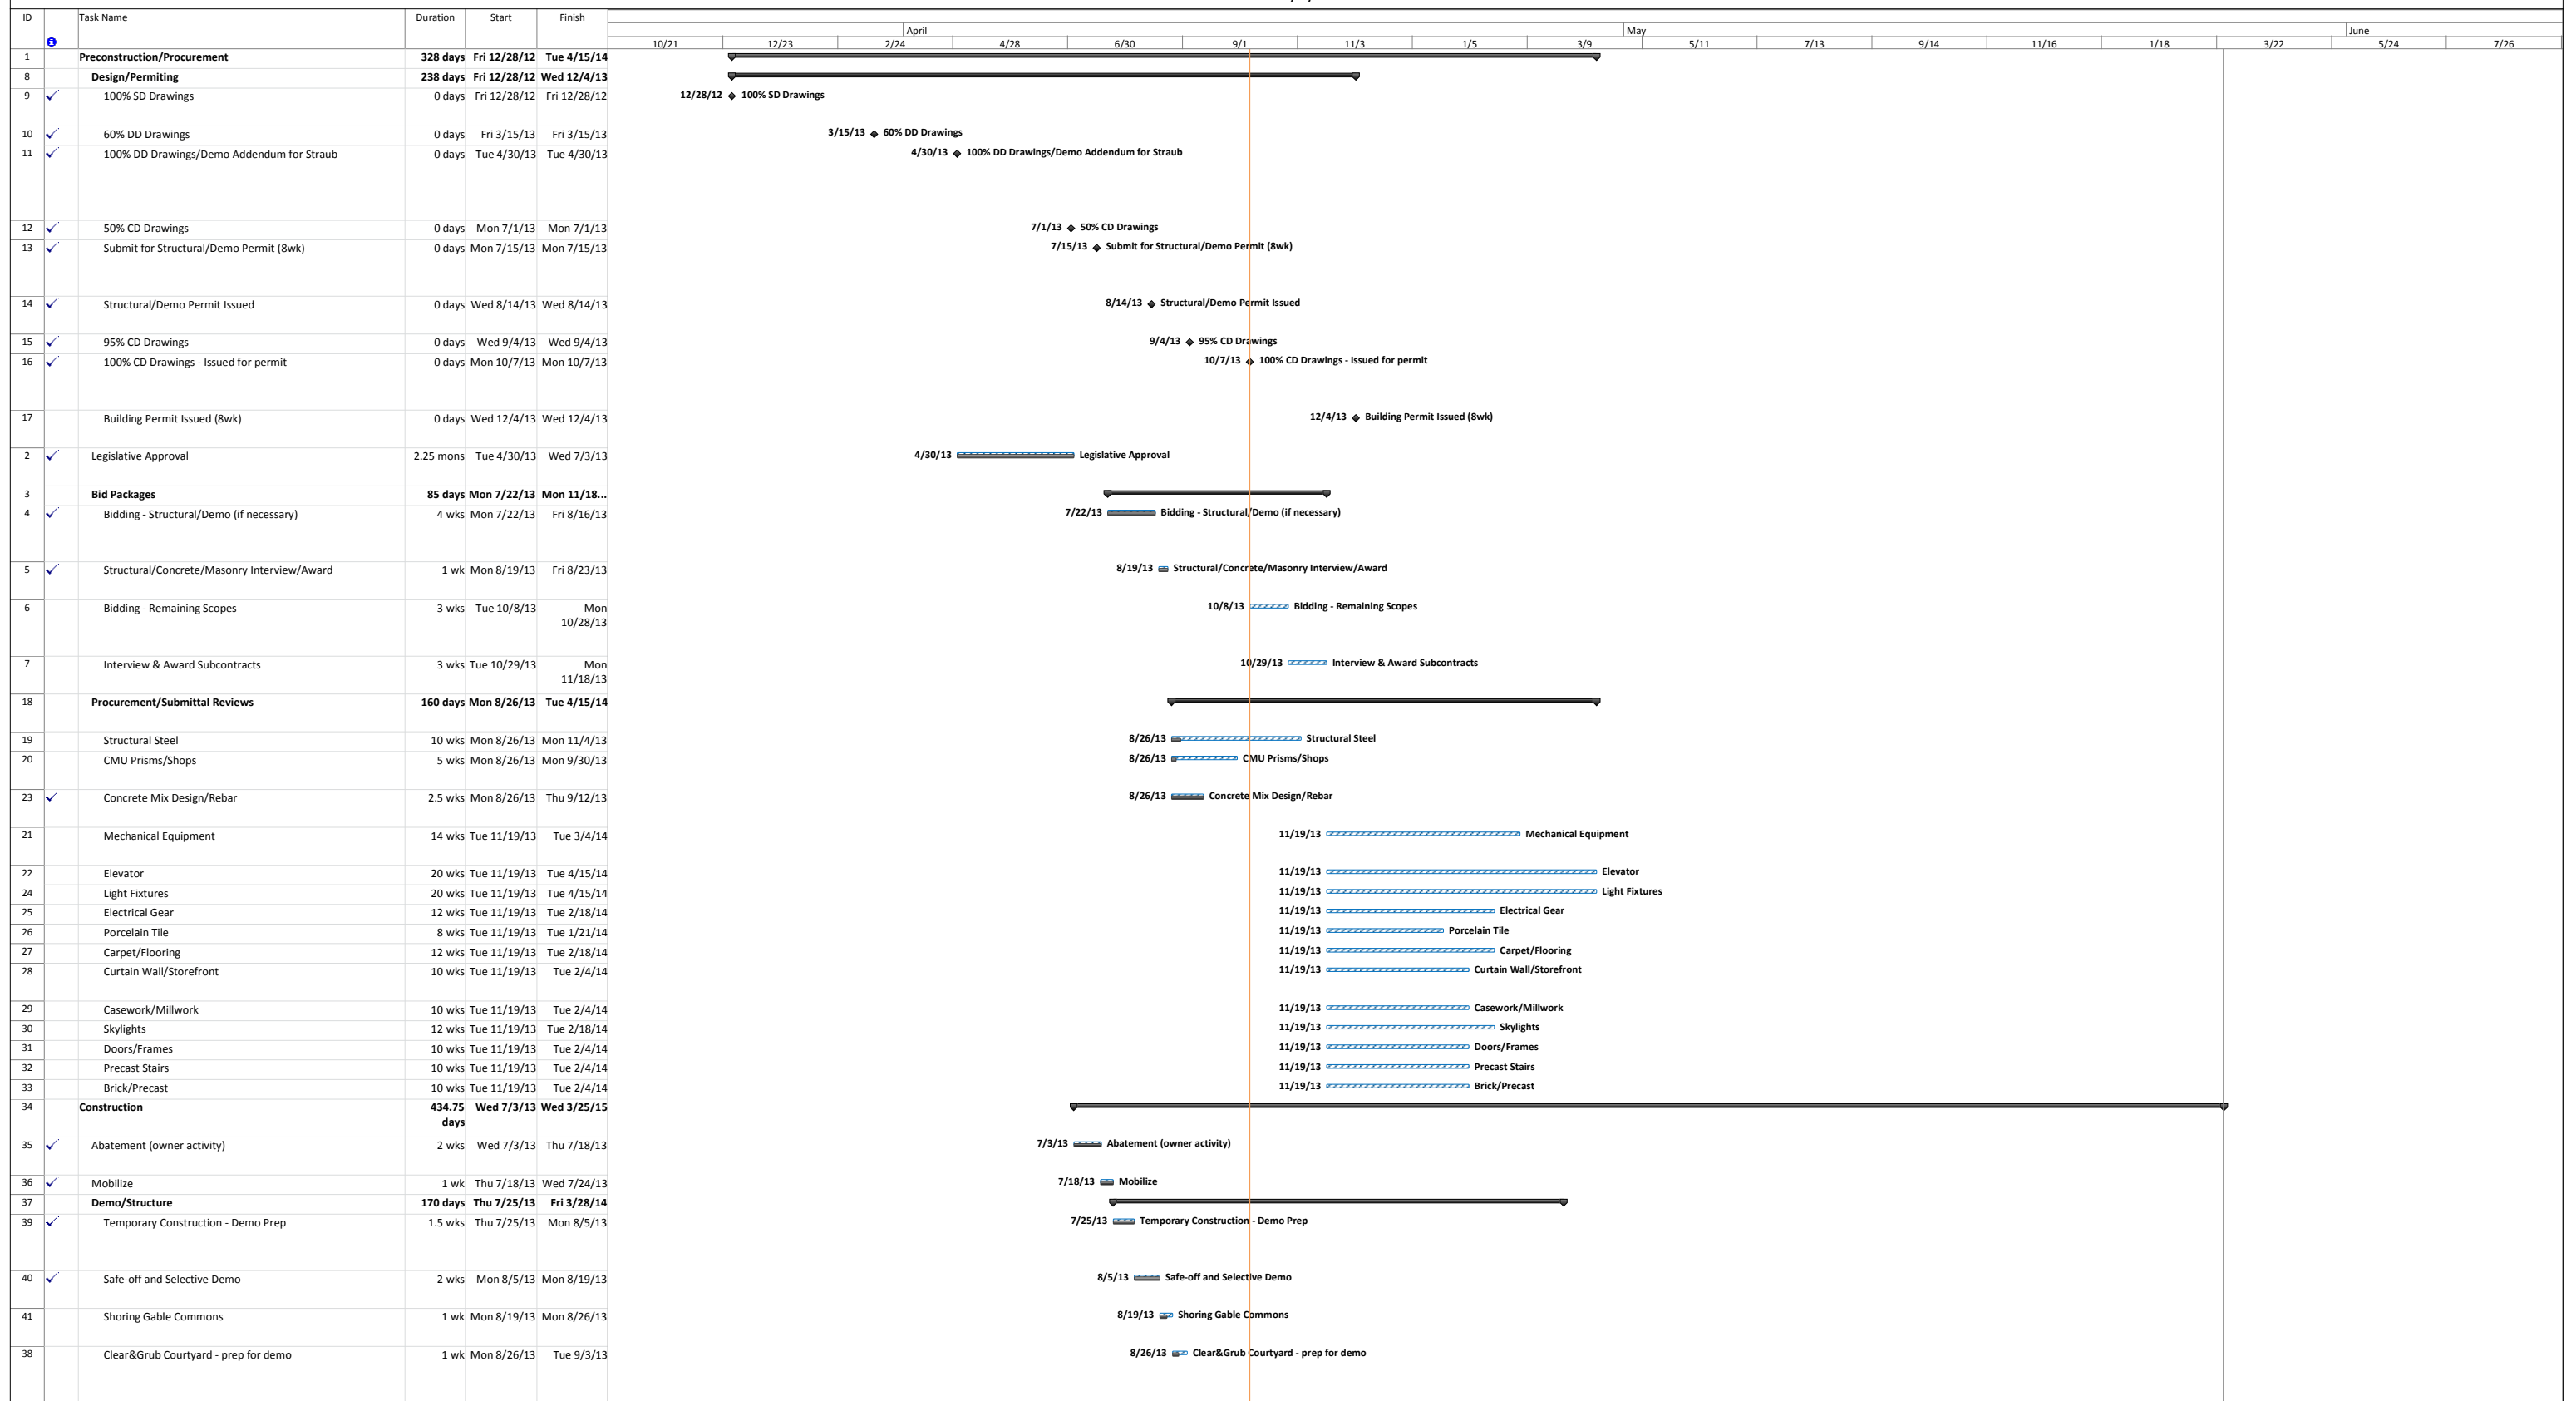 ID Task Name Duration Start Finish
April May June
10/21 12/23 2/24 4/28 6/30 9/1 11/3 1/5 3/9 5/11 7/13 9/14 11/16 1/18 3/22 5/24 7/26
1 Preconstruction/Procurement 328 days Fri 12/28/12 Tue 4/15/14
8 Design/Permiting 238 days Fri 12/28/12 Wed 12/4/13
9 100% SD Drawings 0 days Fri 12/28/12 Fri 12/28/12 12/28/12 100% SD Drawings
10 60% DD Drawings 0 days Fri 3/15/13 Fri 3/15/13 3/15/13 60% DD Drawings
11 100% DD Drawings/Demo Addendum for Straub 0 days Tue 4/30/13 Tue 4/30/13 4/30/13 100% DD Drawings/Demo Addendum for Straub
12 50% CD Drawings 0 days Mon 7/1/13 Mon 7/1/13 7/1/13 50% CD Drawings
13 Submit for Structural/Demo Permit (8wk) 0 days Mon 7/15/13 Mon 7/15/13 7/15/13 Submit for Structural/Demo Permit (8wk)
14 Structural/Demo Permit Issued 0 days Wed 8/14/13 Wed 8/14/13 8/14/13 Structural/Demo Permit Issued
15 95% CD Drawings 0 days Wed 9/4/13 Wed 9/4/13 9/4/13 95% CD Drawings
16 100% CD Drawings - Issued for permit 0 days Mon 10/7/13 Mon 10/7/13 10/7/13 100% CD Drawings - Issued for permit
17 Building Permit Issued (8wk) 0 days Wed 12/4/13 Wed 12/4/13 12/4/13 Building Permit Issued (8wk)
2 Legislative Approval 2.25 mons Tue 4/30/13 Wed 7/3/13 4/30/13 Legislative Approval
3 Bid Packages 85 days Mon 7/22/13 Mon 11/18...
4 Bidding - Structural/Demo (if necessary) 4 wks Mon 7/22/13 Fri 8/16/13 7/22/13 Bidding - Structural/Demo (if necessary)
5 Structural/Concrete/Masonry Interview/Award 1 wk Mon 8/19/13 Fri 8/23/13 8/19/13 Structural/Concrete/Masonry Interview/Award
6 Bidding - Remaining Scopes 3 wks Tue 10/8/13 Mon 10/8/13 Bidding - Remaining Scopes
10/28/13
7 Interview & Award Subcontracts 3 wks Tue 10/29/13 Mon 10/29/13 Interview & Award Subcontracts
11/18/13
18 Procurement/Submittal Reviews 160 days Mon 8/26/13 Tue 4/15/14
19 Structural Steel 10 wks Mon 8/26/13 Mon 11/4/13 8/26/13 Structural Steel
20 CMU Prisms/Shops 5 wks Mon 8/26/13 Mon 9/30/13 8/26/13 CMU Prisms/Shops
23 Concrete Mix Design/Rebar 2.5 wks Mon 8/26/13 Thu 9/12/13 8/26/13 Concrete Mix Design/Rebar
21 Mechanical Equipment 14 wks Tue 11/19/13 Tue 3/4/14 11/19/13 Mechanical Equipment
22 Elevator 20 wks Tue 11/19/13 Tue 4/15/14 11/19/13 Elevator
24 Light Fixtures 20 wks Tue 11/19/13 Tue 4/15/14 11/19/13 Light Fixtures
25 Electrical Gear 12 wks Tue 11/19/13 Tue 2/18/14 11/19/13 Electrical Gear
26 Porcelain Tile 8 wks Tue 11/19/13 Tue 1/21/14 11/19/13 Porcelain Tile
27 Carpet/Flooring 12 wks Tue 11/19/13 Tue 2/18/14 11/19/13 Carpet/Flooring
28 Curtain Wall/Storefront 10 wks Tue 11/19/13 Tue 2/4/14 11/19/13 Curtain Wall/Storefront
29 Casework/Millwork 10 wks Tue 11/19/13 Tue 2/4/14 11/19/13 Casework/Millwork
30 Skylights 12 wks Tue 11/19/13 Tue 2/18/14 11/19/13 Skylights
31 Doors/Frames 10 wks Tue 11/19/13 Tue 2/4/14 11/19/13 Doors/Frames
32 Precast Stairs 10 wks Tue 11/19/13 Tue 2/4/14 11/19/13 Precast Stairs
33 Brick/Precast 10 wks Tue 11/19/13 Tue 2/4/14 11/19/13 Brick/Precast
34 Construction 434.75 Wed 7/3/13 Wed 3/25/15
days
35 Abatement (owner activity) 2 wks Wed 7/3/13 Thu 7/18/13 7/3/13 Abatement (owner activity)
36 Mobilize 1 wk Thu 7/18/13 Wed 7/24/13 7/18/13 Mobilize
37 Demo/Structure 170 days Thu 7/25/13 Fri 3/28/14
39 Temporary Construction - Demo Prep 1.5 wks Thu 7/25/13 Mon 8/5/13 7/25/13 Temporary Construction - Demo Prep
40 Safe-off and Selective Demo 2 wks Mon 8/5/13 Mon 8/19/13 8/5/13 Safe-off and Selective Demo
41 Shoring Gable Commons 1 wk Mon 8/19/13 Mon 8/26/13 8/19/13 Shoring Gable Commons
38 Clear&Grub Courtyard - prep for demo 1 wk Mon 8/26/13 Tue 9/3/13 8/26/13 Clear&Grub Courtyard - prep for demo